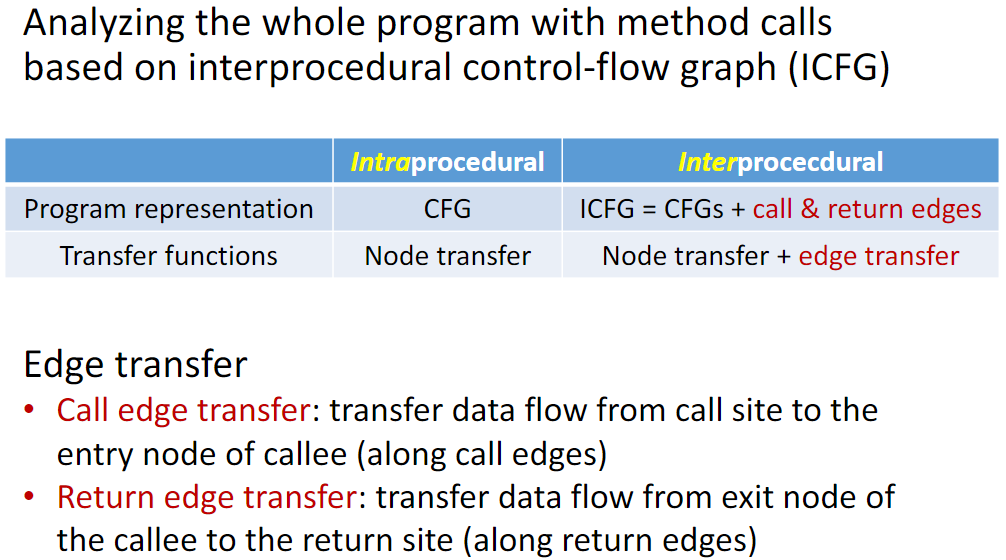 Analyzing the whole program with method calls
based on interprocedural control-flow graph (ICFG)
Intraprocedural Interprocecdural
Program representation CFG ICFG = CFGs + call & return edges
Transfer functions Node transfer Node transfer + edge transfer
Edge transfer
• Call edge transfer: transfer data flow from call site to the
entry node of callee (along call edges)
• Return edge transfer: transfer data flow from exit node of
the callee to the return site (along return edges)